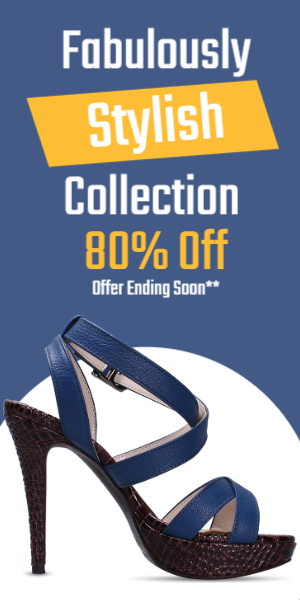 Fabulously
Stylish
Collection
80% Off
Offer Ending Soon**